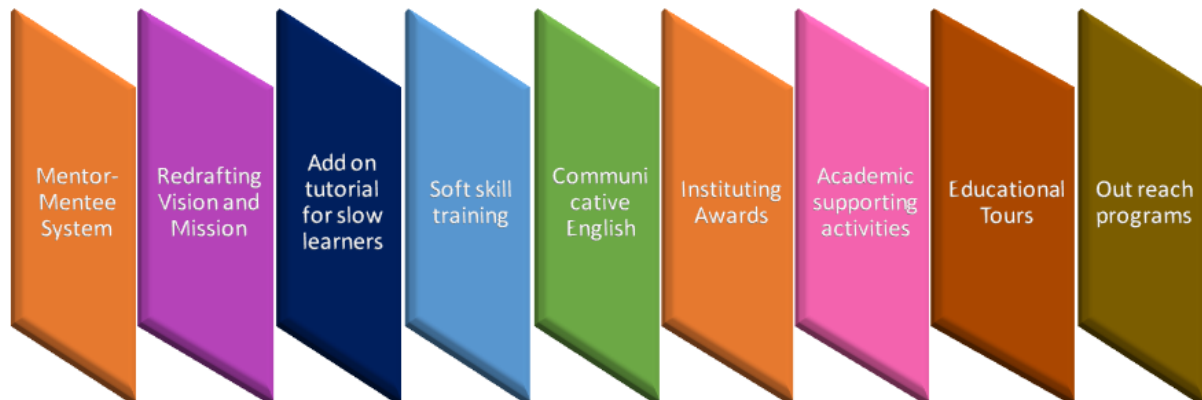 Mentor-
Mentee
System
Redrafting
Vision and
Mission
Add on
tutorial
for slow
learners
Soft skill
training
Communi
cative
English
Instituting
Awards
Academic
supporting
activities
Educational
Tours
Out reach
programs